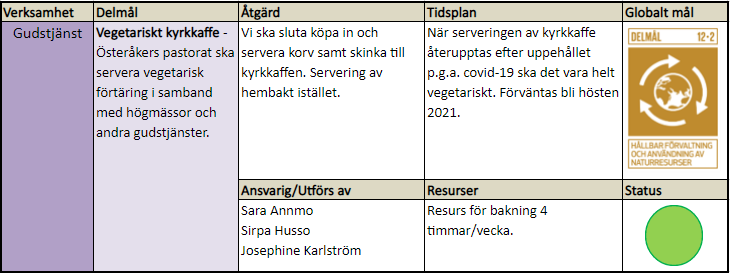 Verksamhet
Delmål
Åtgärd
Tidsplan
Globalt mål
Gudstjänst
Vegetariskt kyrkkaffe -
Österåkers pastorat ska
servera vegetarisk
förtäring i samband
med högmässor och
andra gudstjänster.
Vi ska sluta köpa in och
servera korv samt skinka till
kyrkkaffen. Servering av
hembakt istället.
När serveringen av kyrkkaffe
återupptas efter uppehållet
p.g.a. covid-19 ska det vara helt
vegetariskt. Förväntas bli hösten
2021.
DELMÅL 12·2
HÅLLBAR FÖRVALTNING
OCH ANVÄNDNING AV
NATURRESURSER
Ansvarig/Utförs av
Resurser
Status
Sara Annmo
Sirpa Husso
Josephine Karlström
Resurs för bakning 4
timmar/vecka.